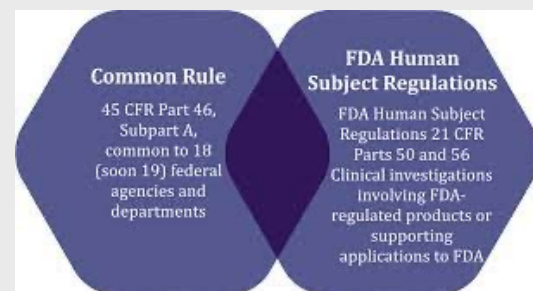 Common Rule
45 CFR Part 46,
Subpart A,
common to 18
(soon 19) federal
agencies and
departments
FDA Human
Subject Regulations
FDA Human Subject
Regulations 21 CFR
Parts 50 and 56
Clinical investigations
involving FDA-
regulated products or
supporting
applications to FDA